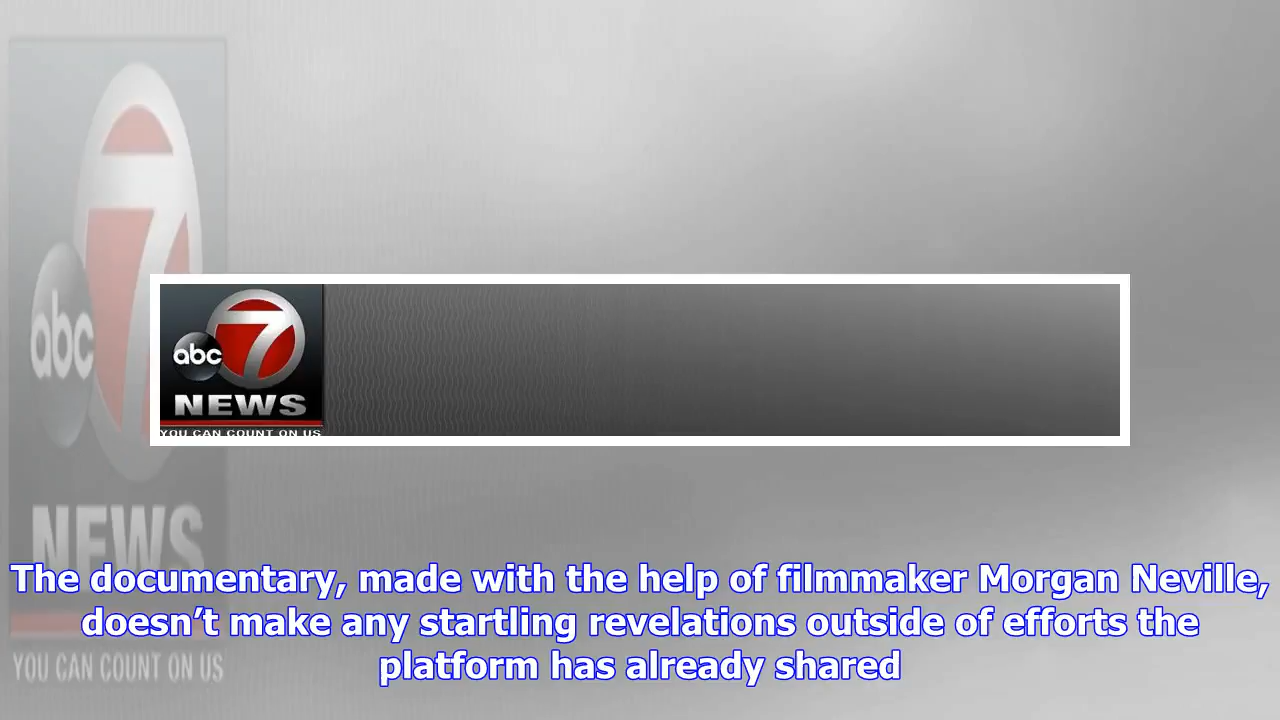 abc
7
NEWS
YOU CAN COUNT ON US
abc
7
NEWS
YOU CAN COUNT ON US
The documentary, made with the help of filmmaker Morgan Neville,
doesn’t make any startling revelations outside of efforts the
platform has already shared